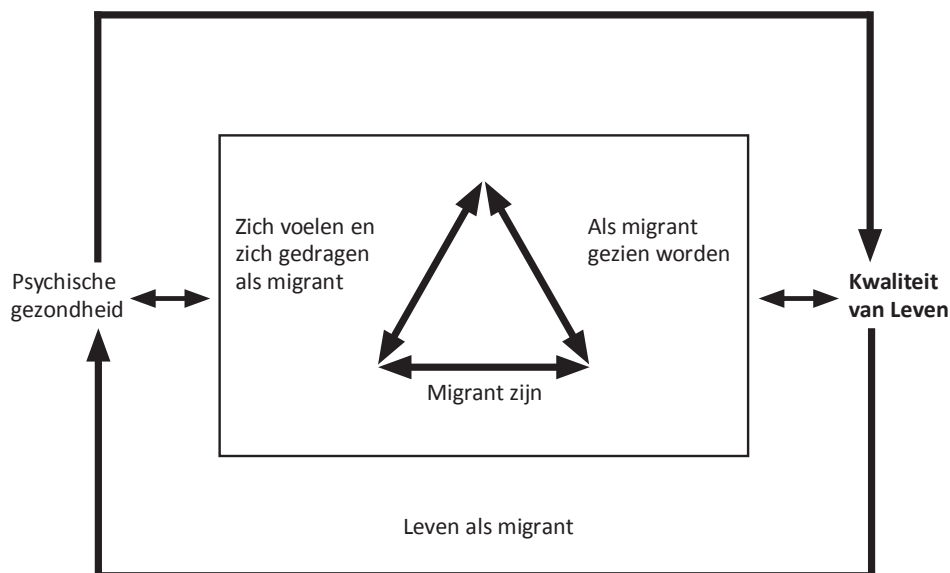 Zich voelen en
zich gedragen
als migrant
Als migrant
gezien worden
Psychische
gezondheid
Kwaliteit
van Leven
Migrant zijn
Leven als migrant